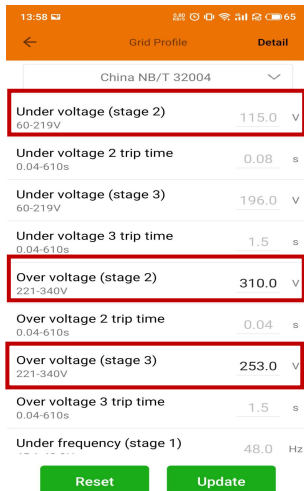 13:58 65
Grid Profile Detail
China NB/T 32004
Under voltage (stage 2) 115.0 V
60-219V
Under voltage 2 trip time 0.08 s
0.04-610s
Under voltage (stage 3) 196.0 V
60-219V
Under voltage 3 trip time 1.5 s
0.04-610s
Over voltage (stage 2) 310.0 V
221-340V
Over voltage 2 trip time 0.04 s
0.04-610s
Over voltage (stage 3) 253.0 V
221-340V
Over voltage 3 trip time 1.5 s
0.04-610s
Under frequency (stage 1) 48.0 Hz
Reset Update